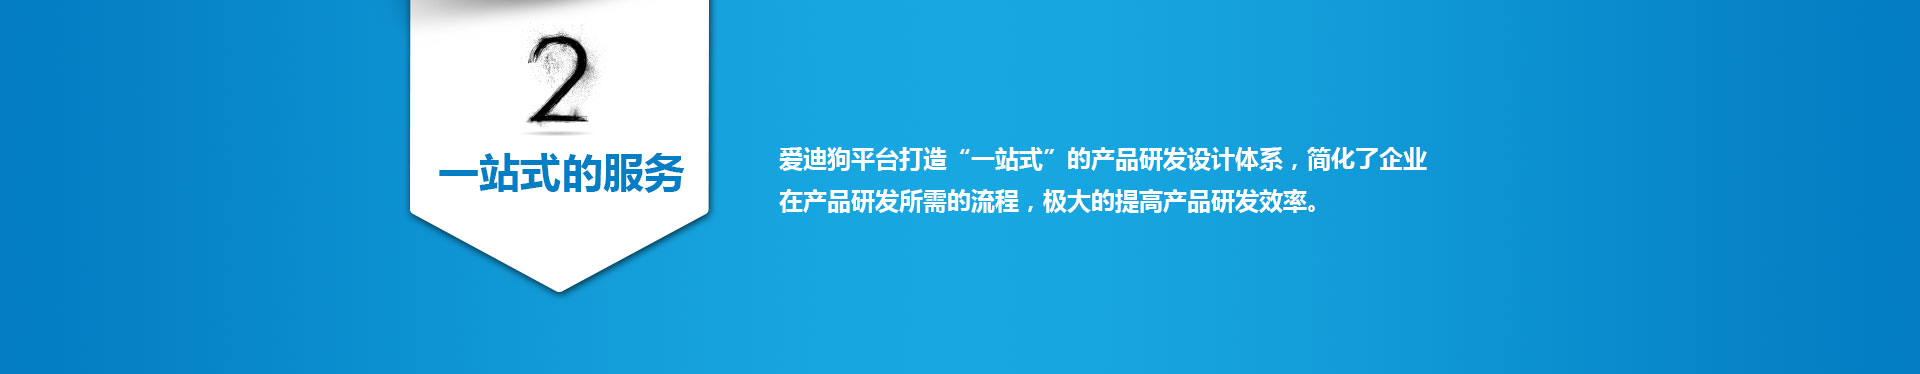 2
一站式的服务
爱迪狗平台打造“一站式”的产品研发设计体系，简化了企业
在产品研发所需的流程，极大的提高产品研发效率。